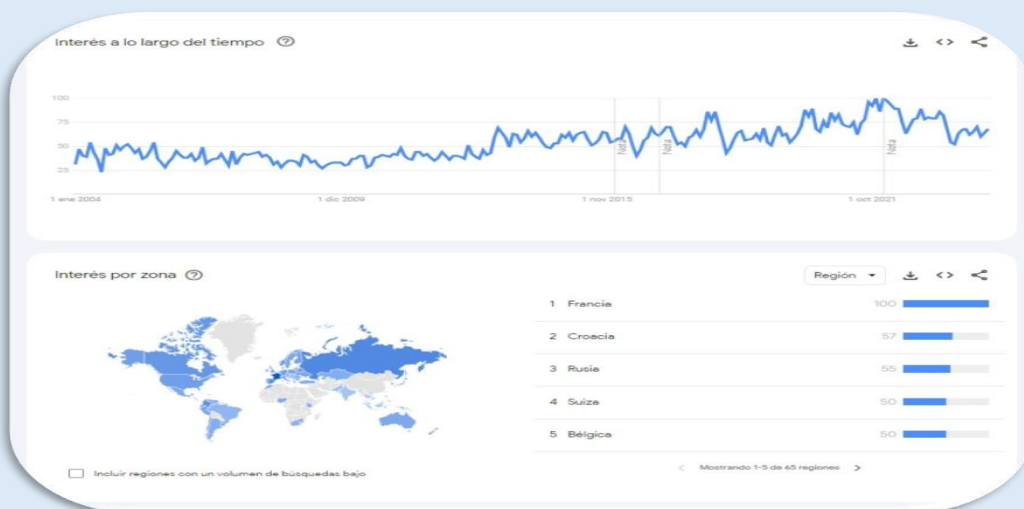 Interés a lo largo del tiempo
100
75
50
25
Nota
Nota
Nota
1 ene 2004
1 dic 2009
1 nov 2015
1 oct 2021
Interés por zona
Región
1 Francia 100
2 Croacia 57
3 Rusia 55
4 Suiza 50
5 Bélgica 50
Incluir regiones con un volumen de búsquedas bajo
Mostrando 1-5 de 65 regiones